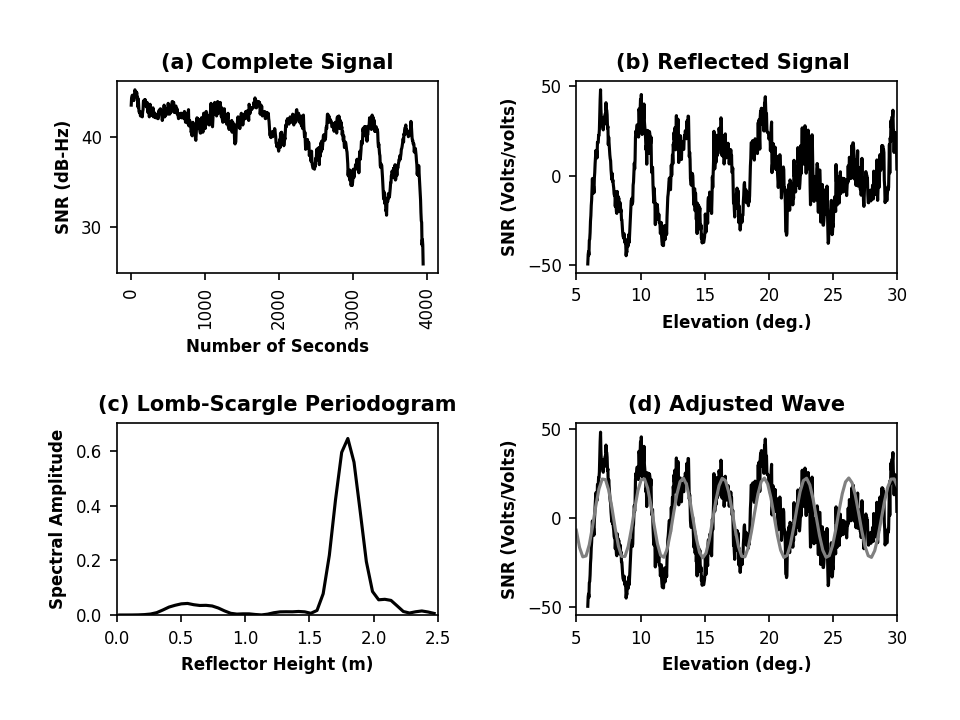 (a) Complete Signal
SNR (dB-Hz)
40
30
0
1000
2000
3000
4000
Number of Seconds
(b) Reflected Signal
SNR (Volts/volts)
50
0
−50
5 10 15 20 25 30
Elevation (deg.)
(c) Lomb-Scargle Periodogram
Spectral Amplitude
0.6
0.4
0.2
0.0
0.0 0.5 1.0 1.5 2.0 2.5
Reflector Height (m)
(d) Adjusted Wave
SNR (Volts/Volts)
50
0
−50
5 10 15 20 25 30
Elevation (deg.)